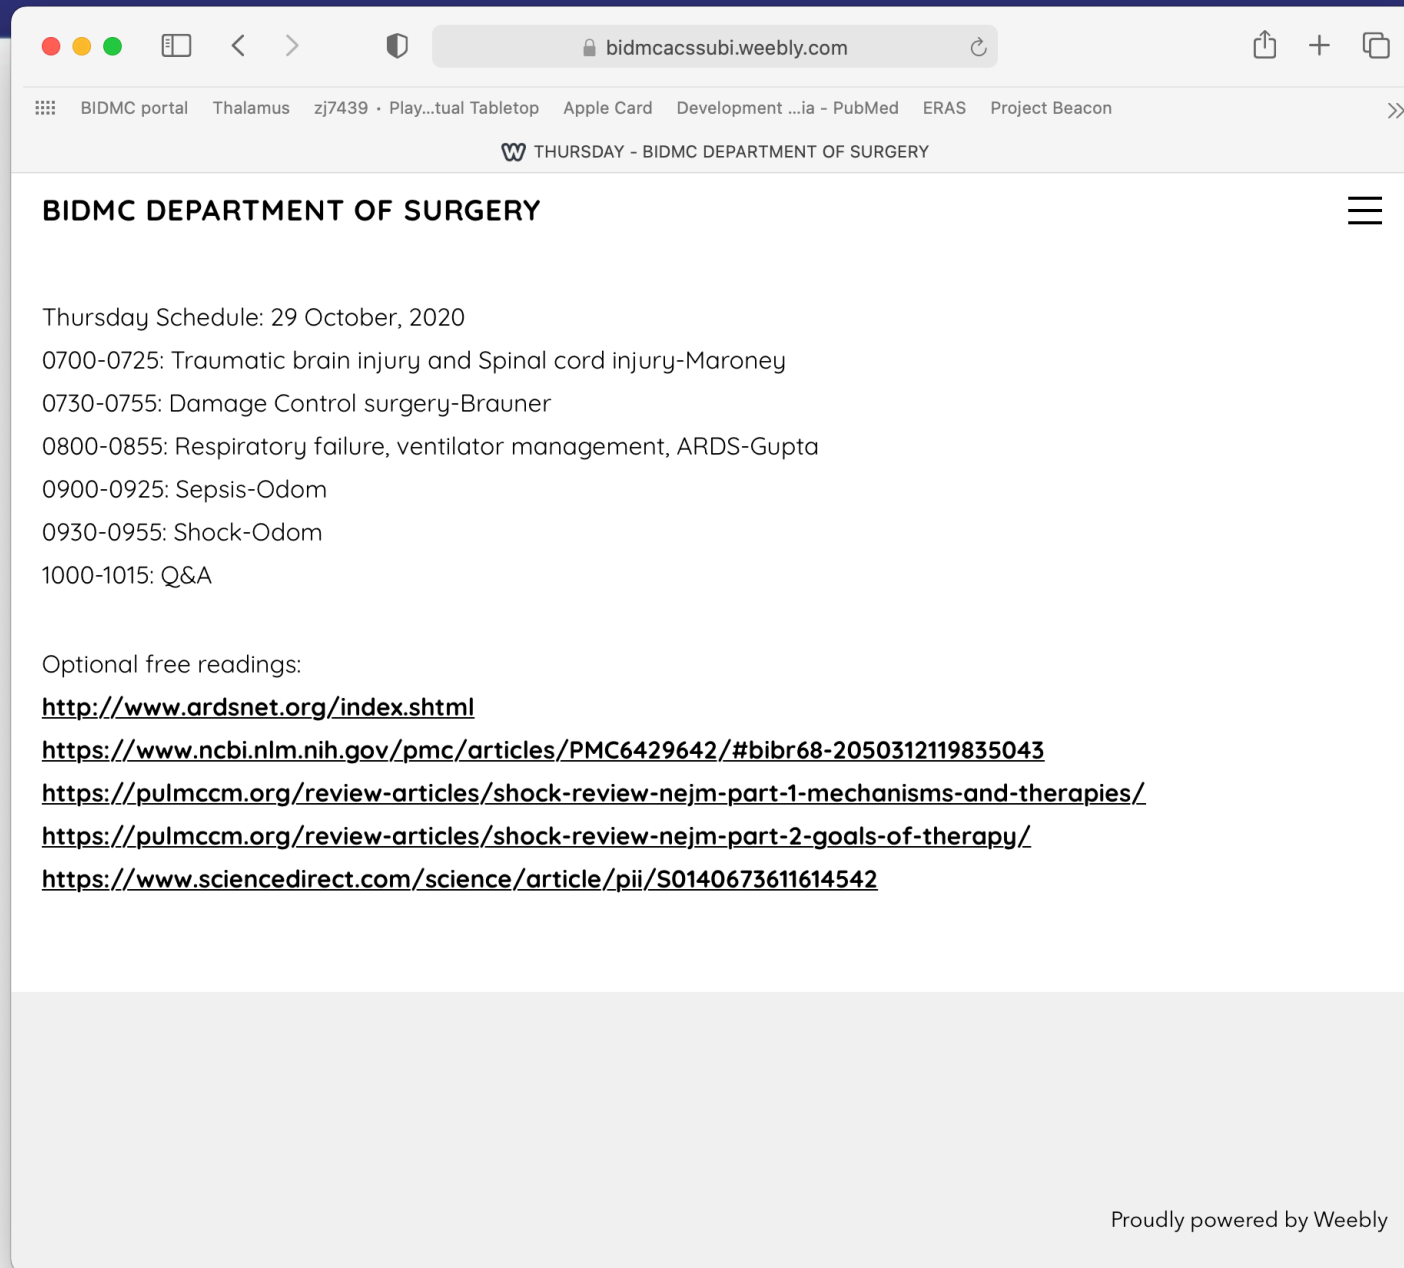 bidmcacssubi.weebly.com
BIDMC portal Thalamus zj7439 • Play...tual Tabletop Apple Card Development ...ia - PubMed ERAS Project Beacon
THURSDAY - BIDMC DEPARTMENT OF SURGERY
BIDMC DEPARTMENT OF SURGERY
Thursday Schedule: 29 October, 2020
0700-0725: Traumatic brain injury and Spinal cord injury-Maroney
0730-0755: Damage Control surgery-Brauner
0800-0855: Respiratory failure, ventilator management, ARDS-Gupta
0900-0925: Sepsis-Odom
0930-0955: Shock-Odom
1000-1015: Q&A
Optional free readings:
http://www.ardsnet.org/index.shtml
https://www.ncbi.nlm.nih.gov/pmc/articles/PMC6429642/#bibr68-2050312119835043
https://pulmccm.org/review-articles/shock-review-nejm-part-1-mechanisms-and-therapies/
https://pulmccm.org/review-articles/shock-review-nejm-part-2-goals-of-therapy/
https://www.sciencedirect.com/science/article/pii/S0140673611614542
Proudly powered by Weebly